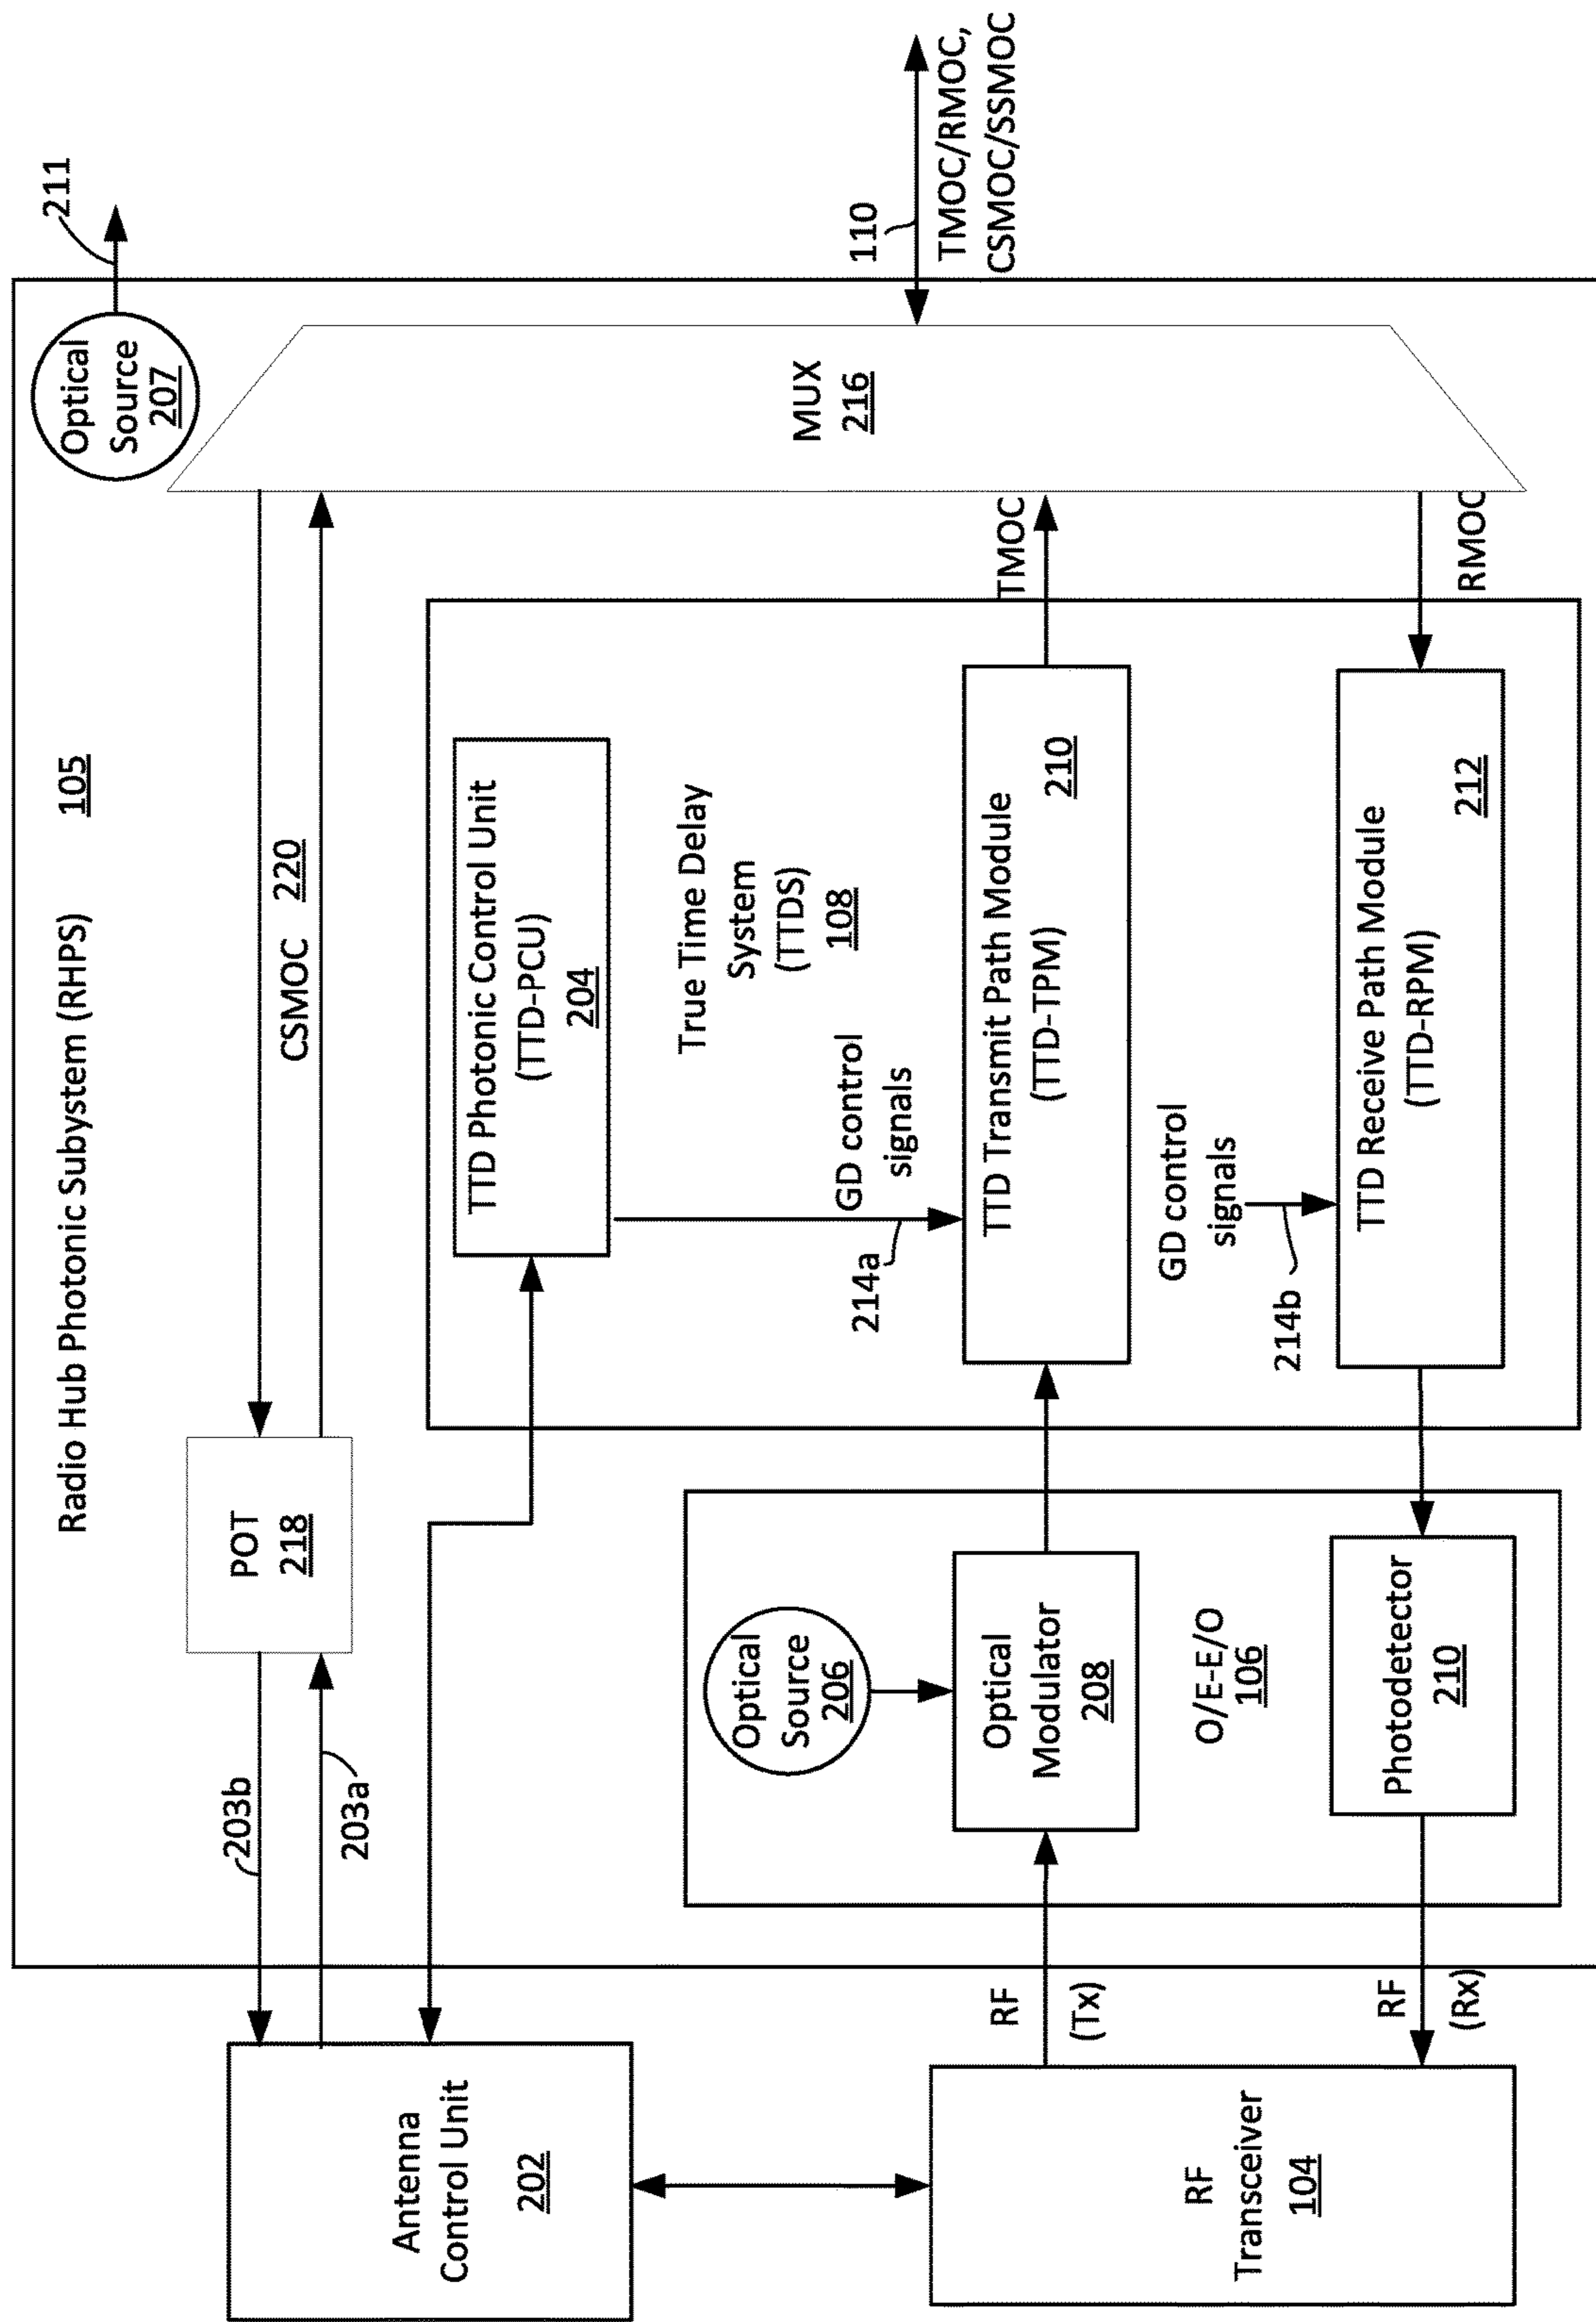 Radio Hub Photonic Subystem (RHPS)
105
Optical
Source
207
211
203b
203a
POT
218
CSMOC 220
Antenna
Control Unit
202
TTD Photonic Control Unit
(TTD-PCU)
204
True Time Delay
System
(TTDS)
108
GD control
signals
214a
Optical
Source
206
MUX
216
110
TMOC/RMOC,
CSMOC/SSMOC
RF
(Tx)
Optical
Modulator
208
TTD Transmit Path Module
(TTD-TPM)
210
TMOC
O/E-E/O
106
GD control
signals
214b
RF
Transceiver
104
RF
(Rx)
Photodetector
210
TTD Receive Path Module
(TTD-RPM)
212
RMOC